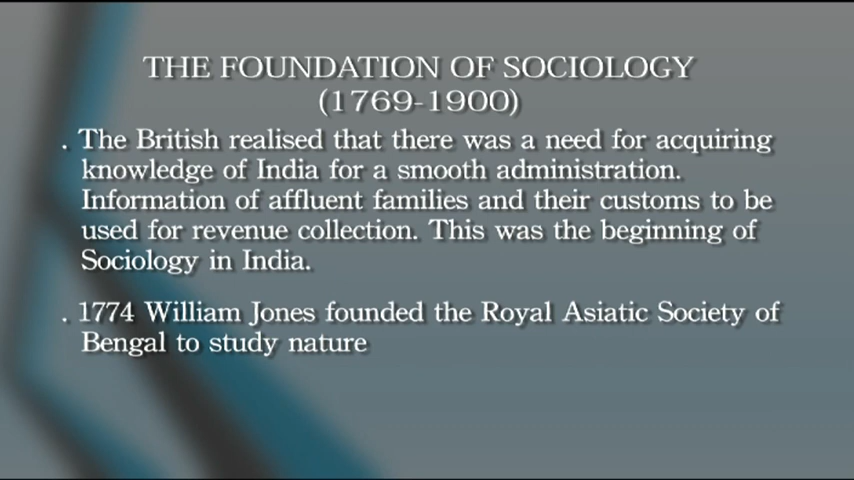 THE FOUNDATION OF SOCIOLOGY
(1769-1900)
. The British realised that there was a need for acquiring
knowledge of India for a smooth administration.
Information of affluent families and their customs to be
used for revenue collection. This was the beginning of
Sociology in India.
. 1774 William Jones founded the Royal Asiatic Society of
Bengal to study nature